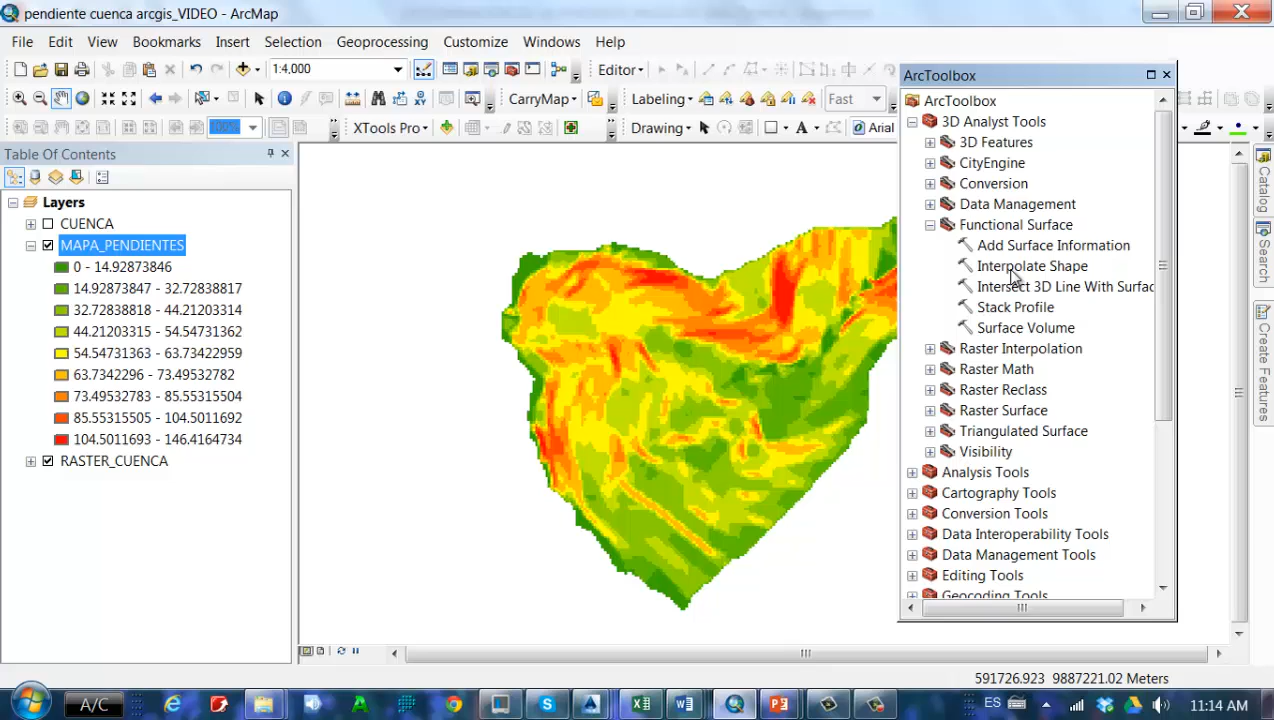 pendiente cuenca arcgis_VIDEO - ArcMap
File Edit View Bookmarks Insert Selection Geoprocessing Customize Windows Help
1:4,000 Editor
CarryMap Labeling Fast
100% XTools Pro Drawing Arial
Table Of Contents
Layers
CUENCA
MAPA_PENDIENTES
0 - 14.92873846
14.92873847 - 32.72838817
32.72838818 - 44.21203314
44.21203315 - 54.54731362
54.54731363 - 63.73422959
63.7342296 - 73.49532782
73.49532783 - 85.55315504
85.55315505 - 104.5011692
104.5011693 - 146.4164734
RASTER_CUENCA
ArcToolbox
ArcToolbox
3D Analyst Tools
3D Features
CityEngine
Conversion
Data Management
Functional Surface
Add Surface Information
Interpolate Shape
Intersect 3D Line With Surfac
Stack Profile
Surface Volume
Raster Interpolation
Raster Math
Raster Reclass
Raster Surface
Triangulated Surface
Visibility
Analysis Tools
Cartography Tools
Conversion Tools
Data Interoperability Tools
Data Management Tools
Editing Tools
Geocoding Tools
Catalog
Search
Create Features
591726.923 9887221.02 Meters
A/C
ES
11:14 AM